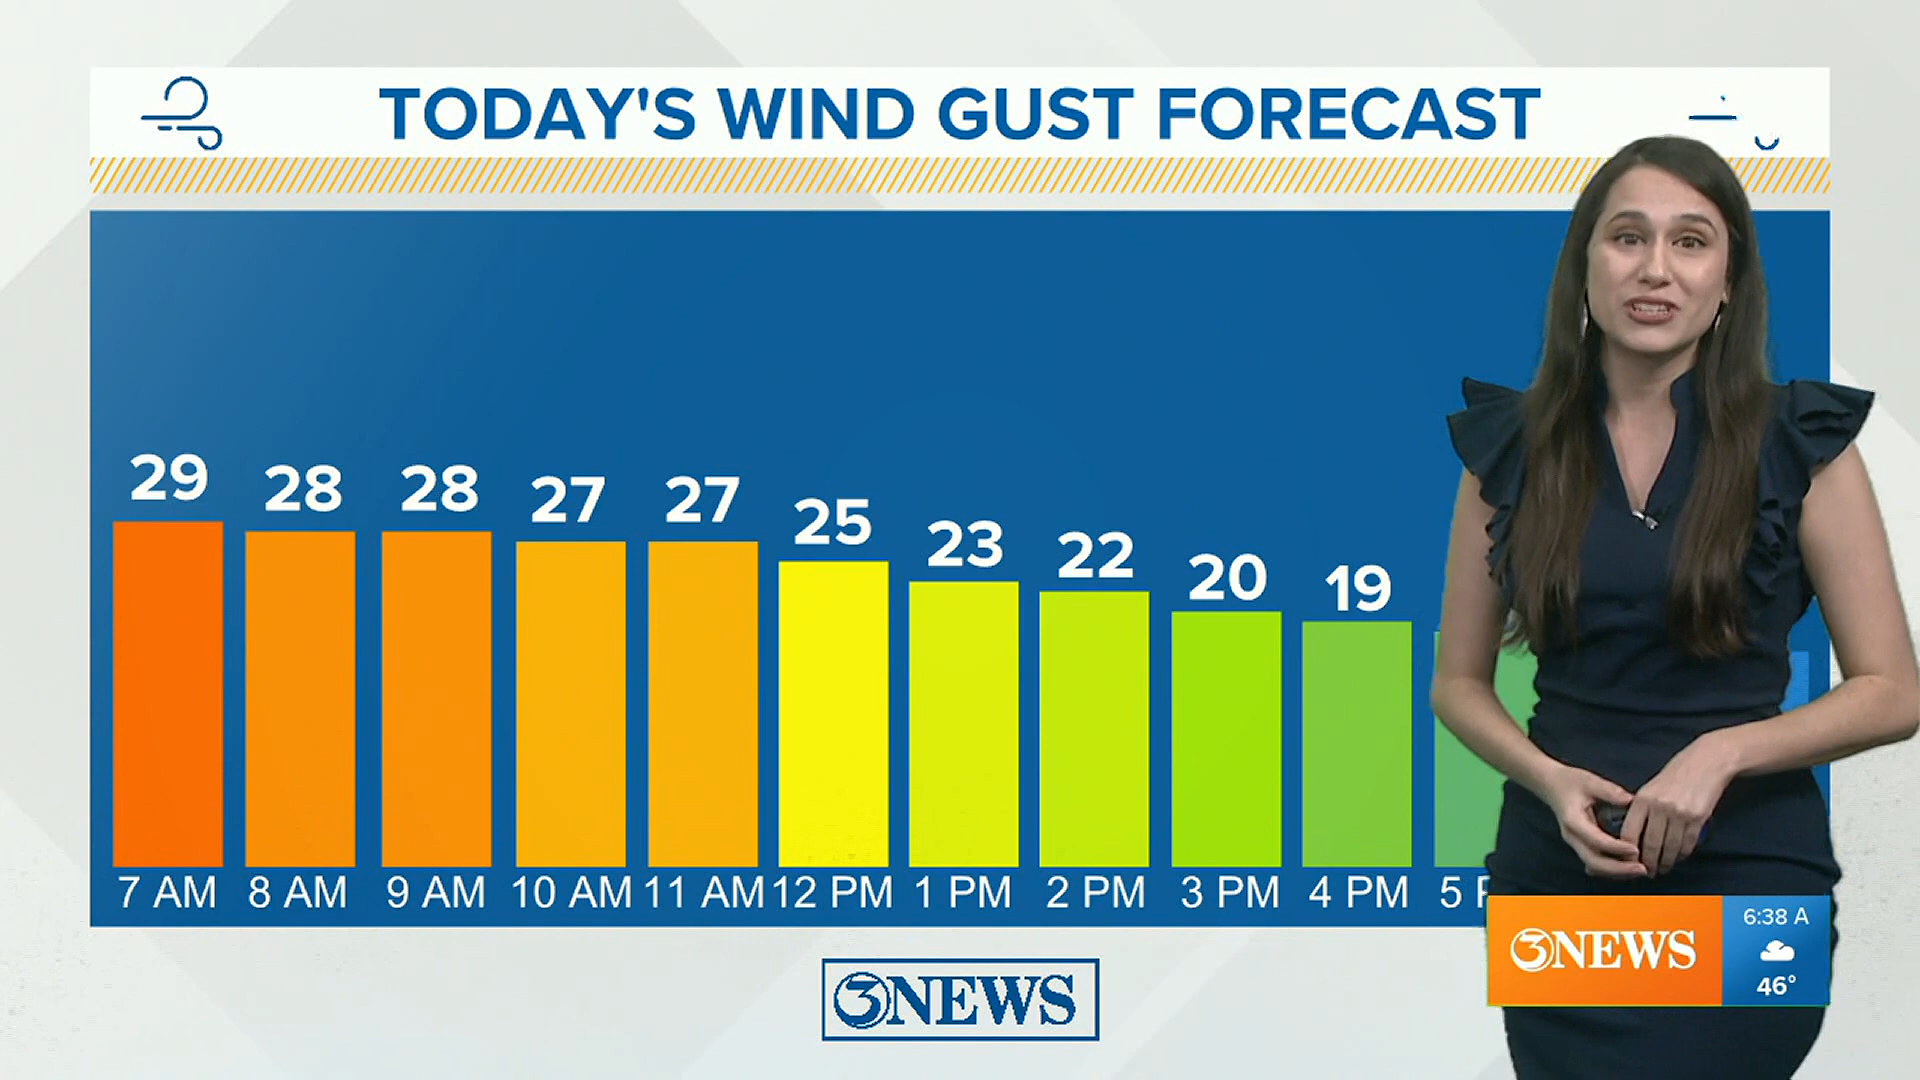 TODAY'S WIND GUST FORECAST
29 28 28 27 27 25 23 22 20 19
7 AM 8 AM 9 AM 10 AM 11 AM 12 PM 1 PM 2 PM 3 PM 4 PM 5
3NEWS
6:38 A
46°
3NEWS